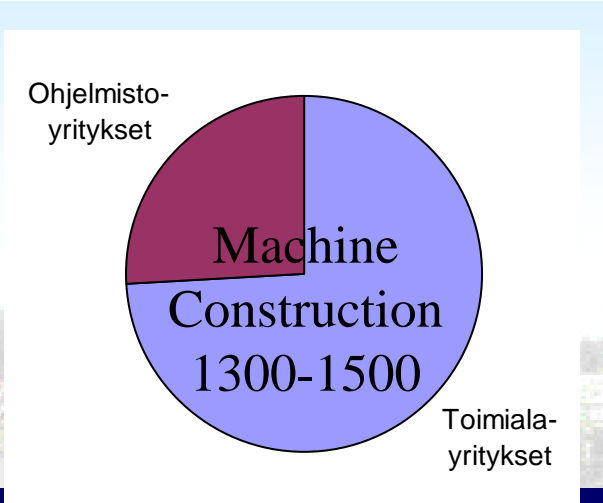 Ohjelmisto-
yritykset
Machine
Construction
1300-1500
Toimiala-
yritykset